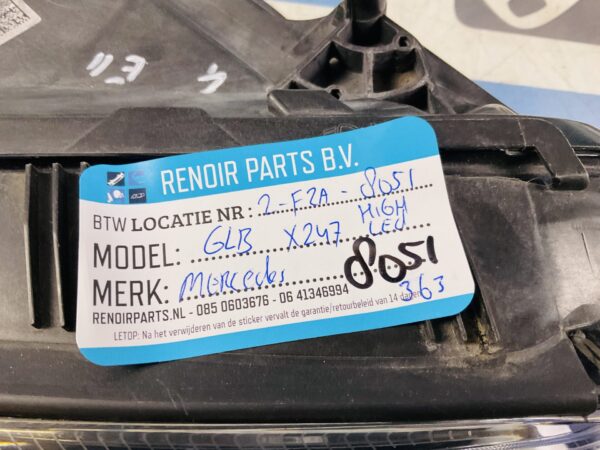 RENOIR PARTS B.V.
BTW LOCATIE NR: 2-F2A-8051
MODEL: GLB X247 HIGH LED
MERK: Mercedes 8051
363
RENOIRPARTS.NL - 085 0603676 - 06 41346994
LETOP: Na het verwijderen van de sticker vervalt de garantie/retourbeleid van 14 dagen